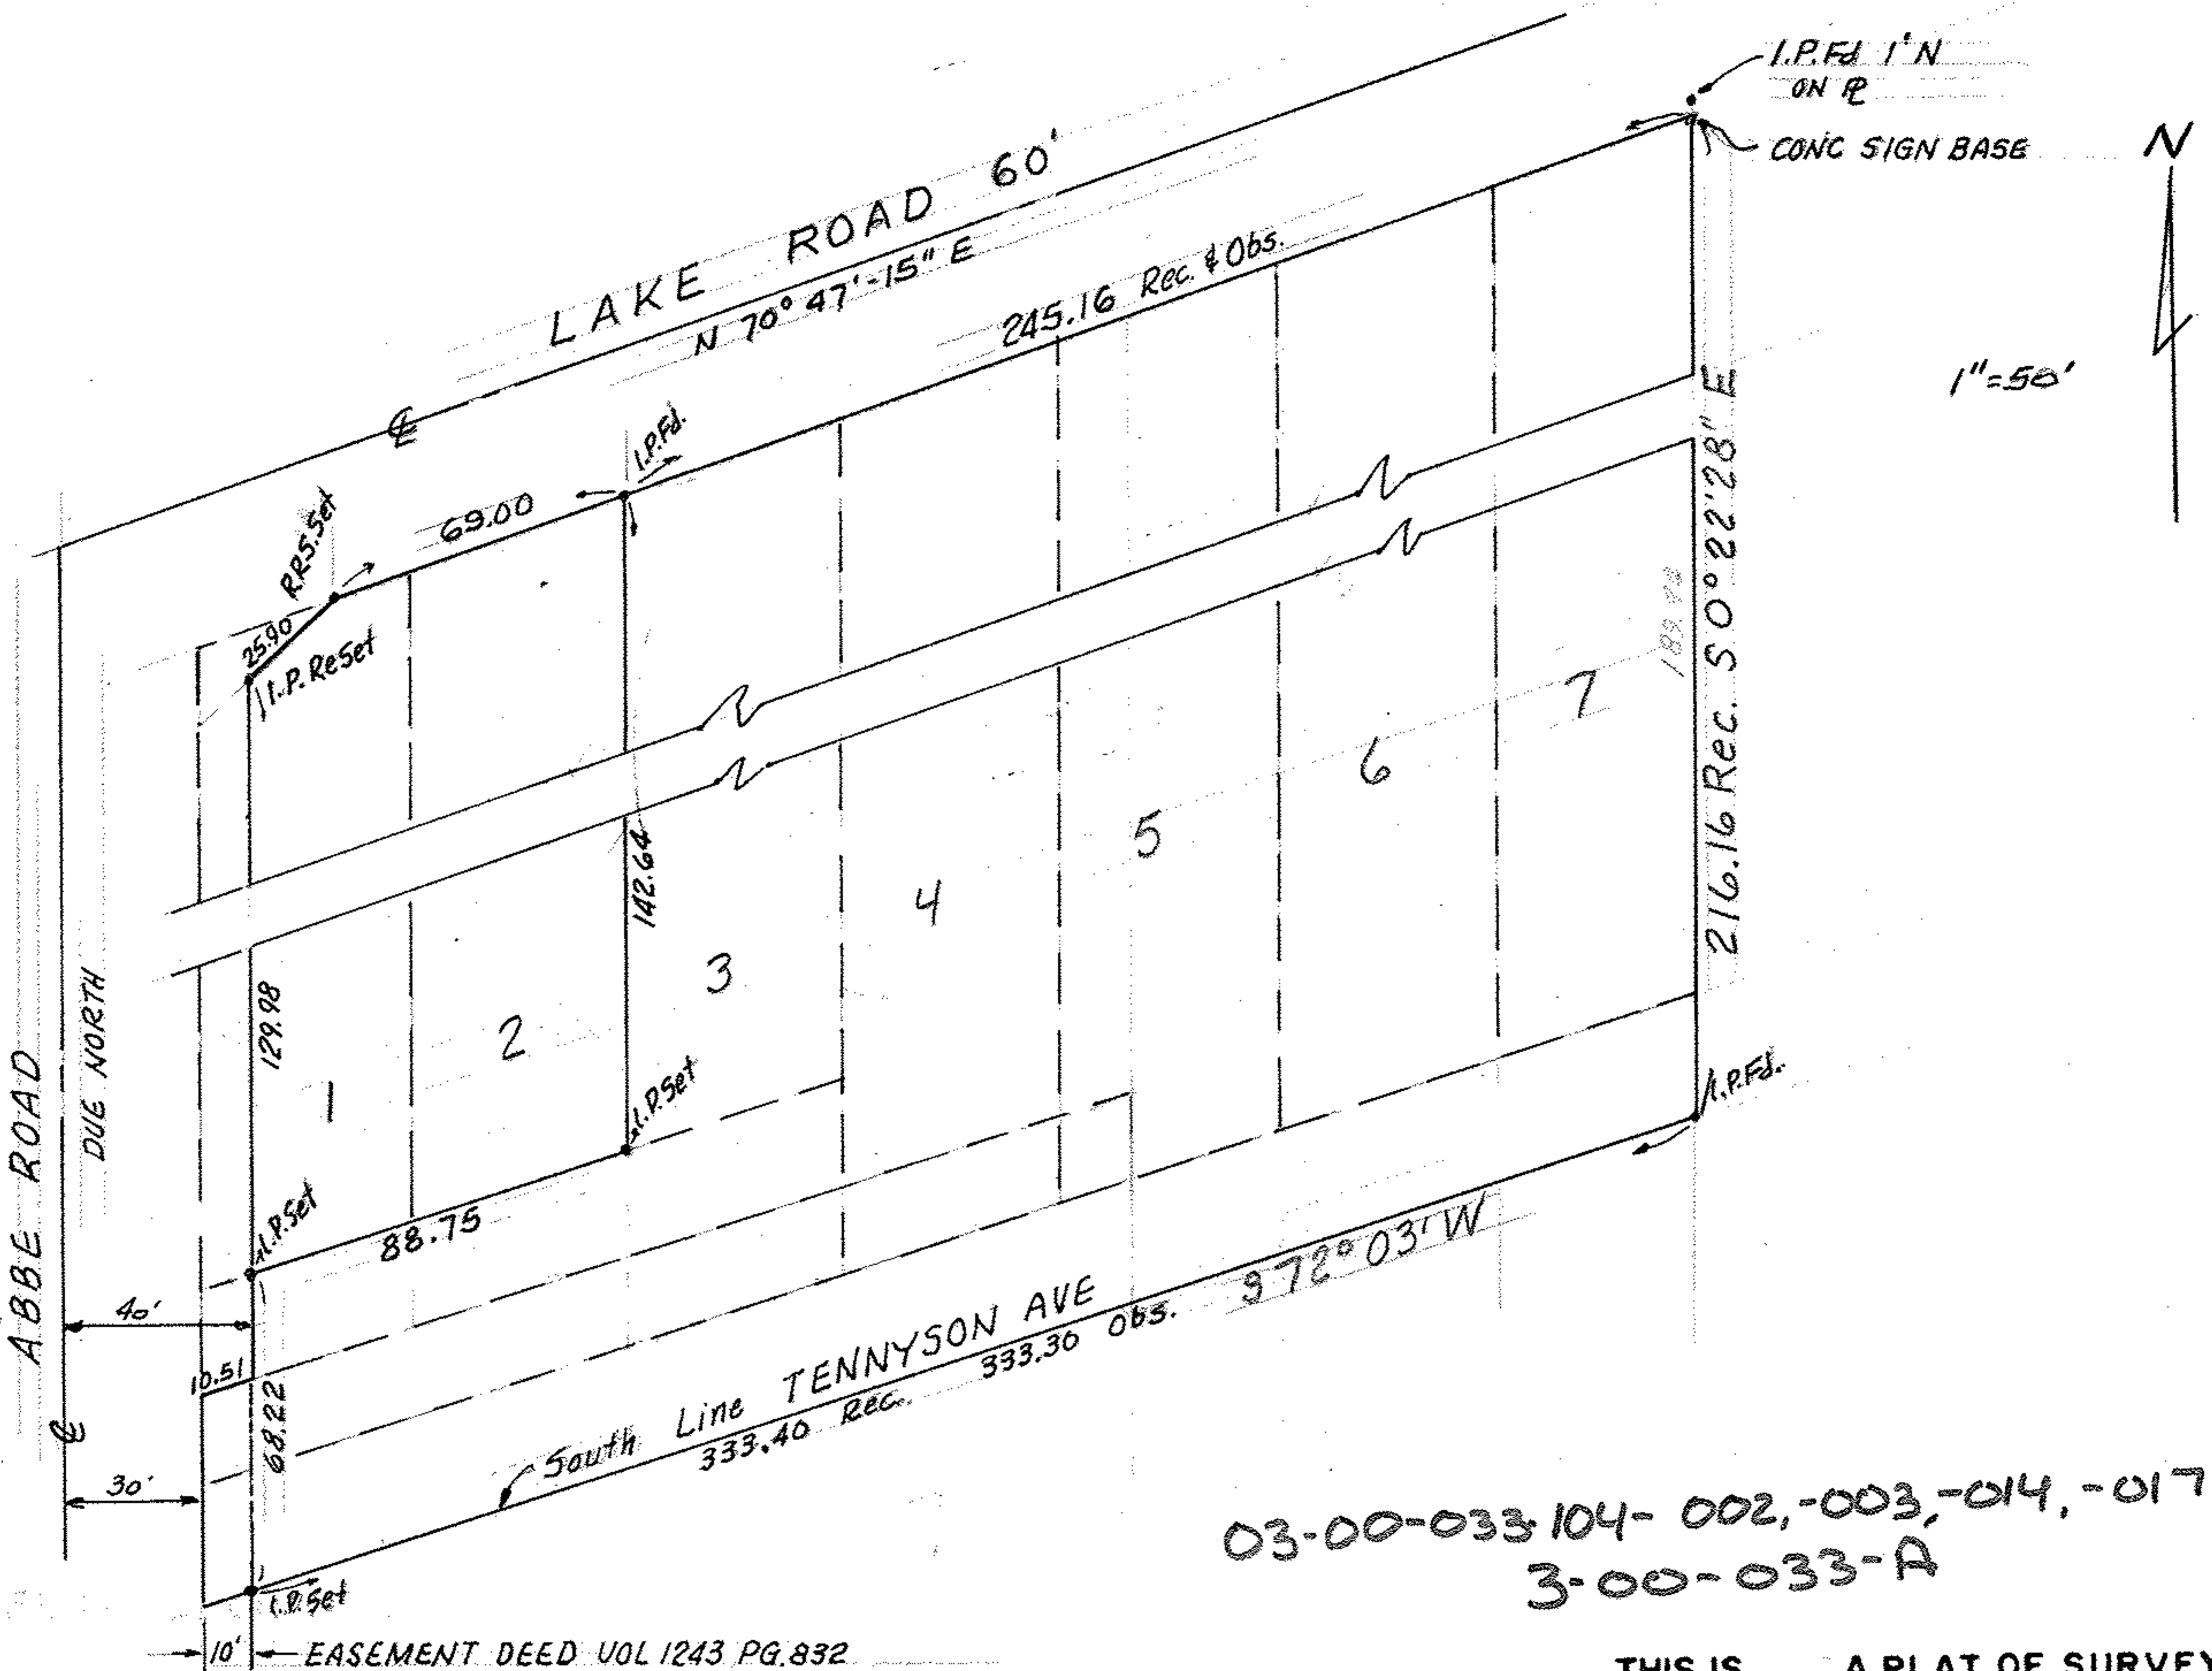 I.P.Fd 1'N
ON ⅊
CONC SIGN BASE
N
1"=50'
LAKE ROAD 60'
N 70° 47'-15" E
245.16 Rec. & Obs.
℄
I.P.Fd.
69.00
R.R.S. Set
25.90
I.P. ReSet
216.16 Rec. S 0° 22' 28" E
142.64
129.98
DUE NORTH
ABBE ROAD
1
2
3
4
5
6
7
I.P. Set
I.P. Set
I.P.Fd.
88.75
40'
10.51
68.22
℄
30'
South Line TENNYSON AVE
333.40 Rec. 333.30 Obs. S 72° 03' W
I.P. Set
10'
EASEMENT DEED VOL 1243 PG. 832
03-00-033-104- 002,-003,-014,-017
3-00-033-A
THIS IS A PLAT OF SURVEY